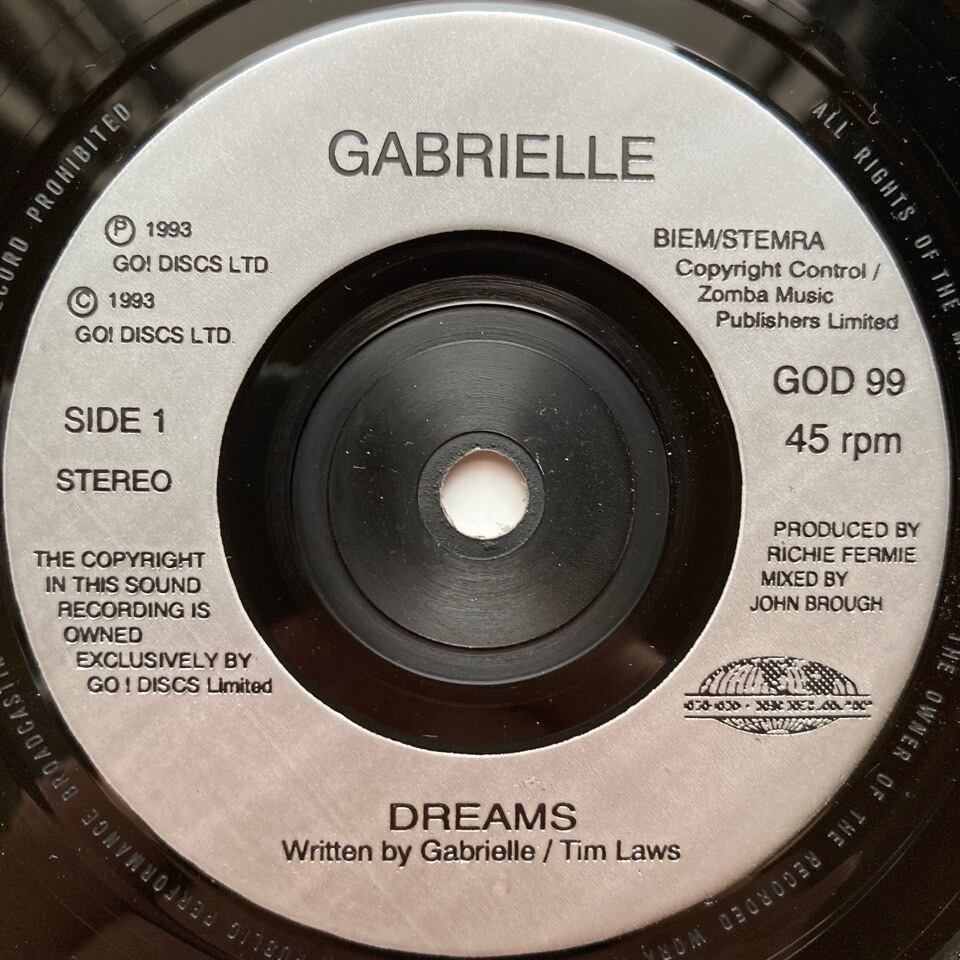 GABRIELLE
Ⓟ 1993
GO! DISCS LTD.
© 1993
GO! DISCS LTD.
SIDE 1
STEREO
THE COPYRIGHT
IN THIS SOUND
RECORDING IS
OWNED
EXCLUSIVELY BY
GO! DISCS Limited
BIEM/STEMRA
Copyright Control /
Zomba Music
Publishers Limited
GOD 99
45 rpm
PRODUCED BY
RICHIE FERMIE
MIXED BY
JOHN BROUGH
DREAMS
Written by Gabrielle / Tim Laws
ALL RIGHTS OF THE
THE OWNER OF THE RECORDED WORK
PUBLIC PERFORMANCE
RECORD PROHIBITED